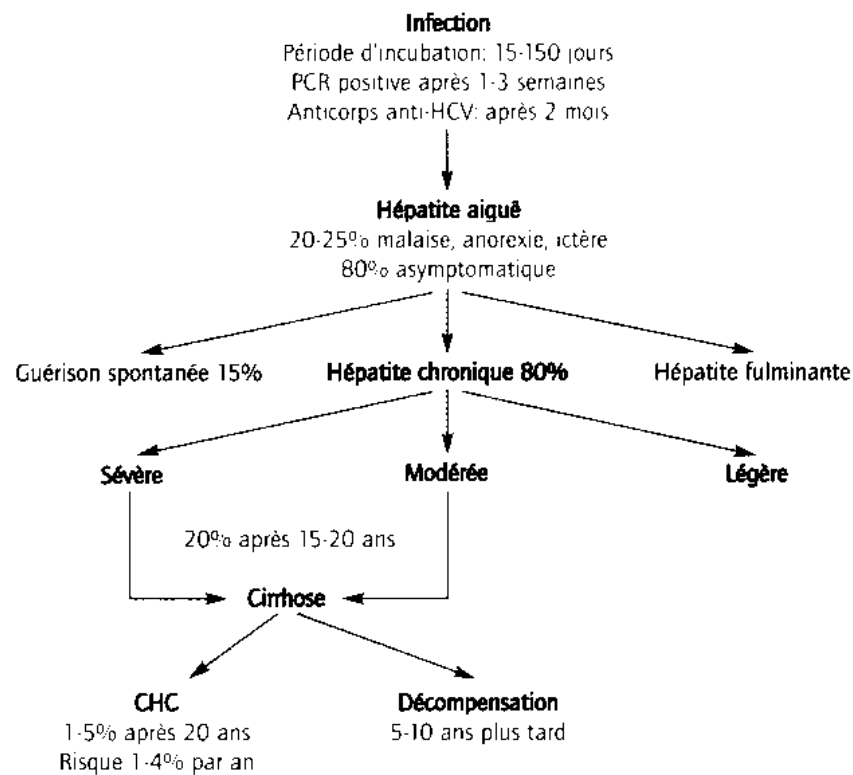 Infection
Période d'incubation: 15-150 jours
PCR positive après 1-3 semaines
Anticorps anti-HCV: après 2 mois
Hépatite aiguë
20-25% malaise, anorexie, ictère
80% asymptomatique
Guérison spontanée 15%
Hépatite chronique 80%
Hépatite fulminante
Sévère
Modérée
Légère
20% après 15-20 ans
Cirrhose
CHC
1-5% après 20 ans
Risque 1-4% par an
Décompensation
5-10 ans plus tard